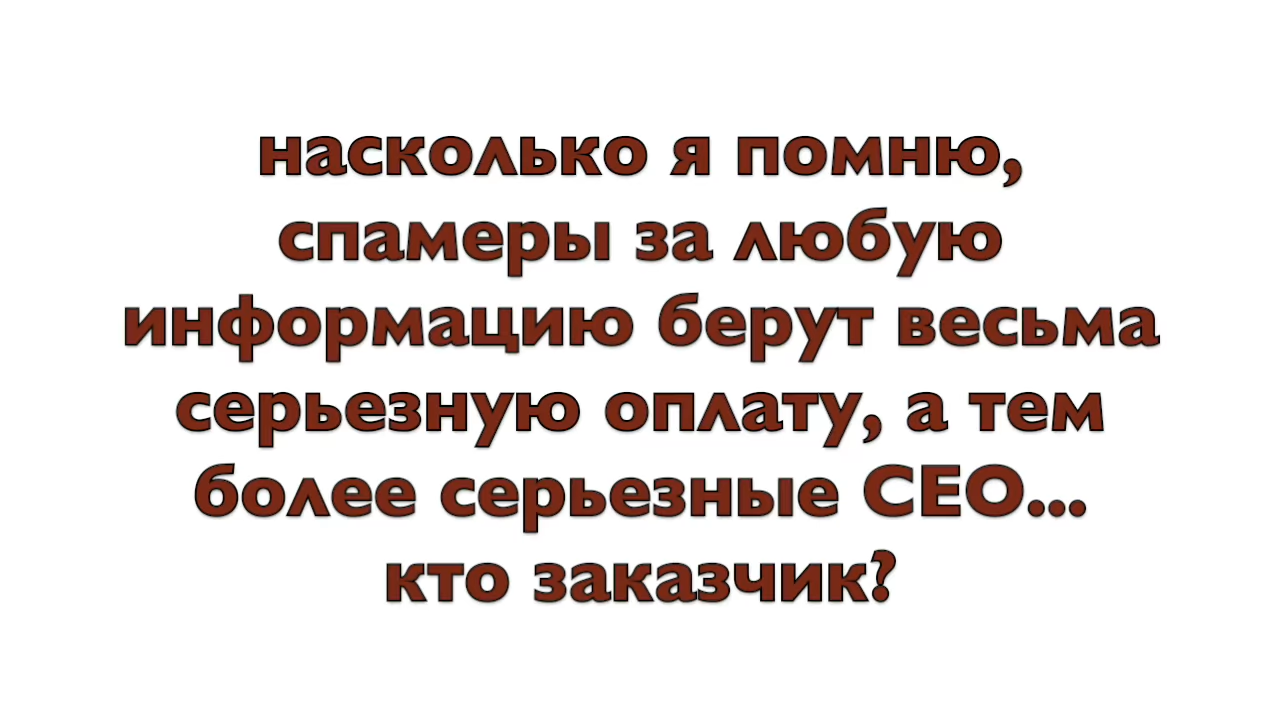 насколько я помню,
спамеры за любую
информацию берут весьма
серьезную оплату, а тем
более серьезные СЕО...
кто заказчик?